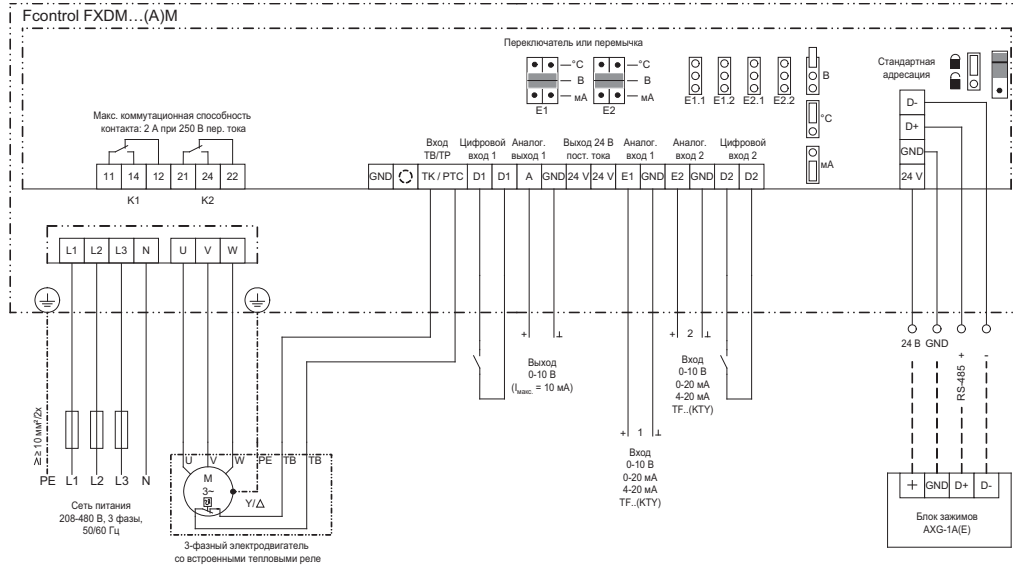 Fcontrol FXDM...(A)M
Переключатель или перемычка
°C
В
мА
E1
°C
В
мА
E2
E1.1 E1.2 E2.1 E2.2
В
°C
мА
Стандартная
адресация
D-
D+
GND
24 V
Макс. коммутационная способность
контакта: 2 А при 250 В пер. тока
11 14 12 21 24 22
K1 K2
Вход
ТВ/ТР
Цифровой
вход 1
Аналог.
выход 1
Выход 24 В
пост. тока
Аналог.
вход 1
Аналог.
вход 2
Цифровой
вход 2
GND TK / PTC D1 D1 A GND 24 V 24 V E1 GND E2 GND D2 D2
L1 L2 L3 N U V W
≥ 10 мм²/2x
PE L1 L2 L3 N
Сеть питания
208-480 В, 3 фазы,
50/60 Гц
U V W PE TB TB
M
3~
Y/△
3-фазный электродвигатель
со встроенными тепловыми реле
+ ⊥
Выход
0-10 В
(Iмакс. = 10 мА)
+ 1 ⊥
Вход
0-10 В
0-20 мА
4-20 мА
TF..(KTY)
+ 2 ⊥
Вход
0-10 В
0-20 мА
4-20 мА
TF..(KTY)
24 В GND
RS-485 + -
+ GND D+ D-
Блок зажимов
AXG-1A(E)